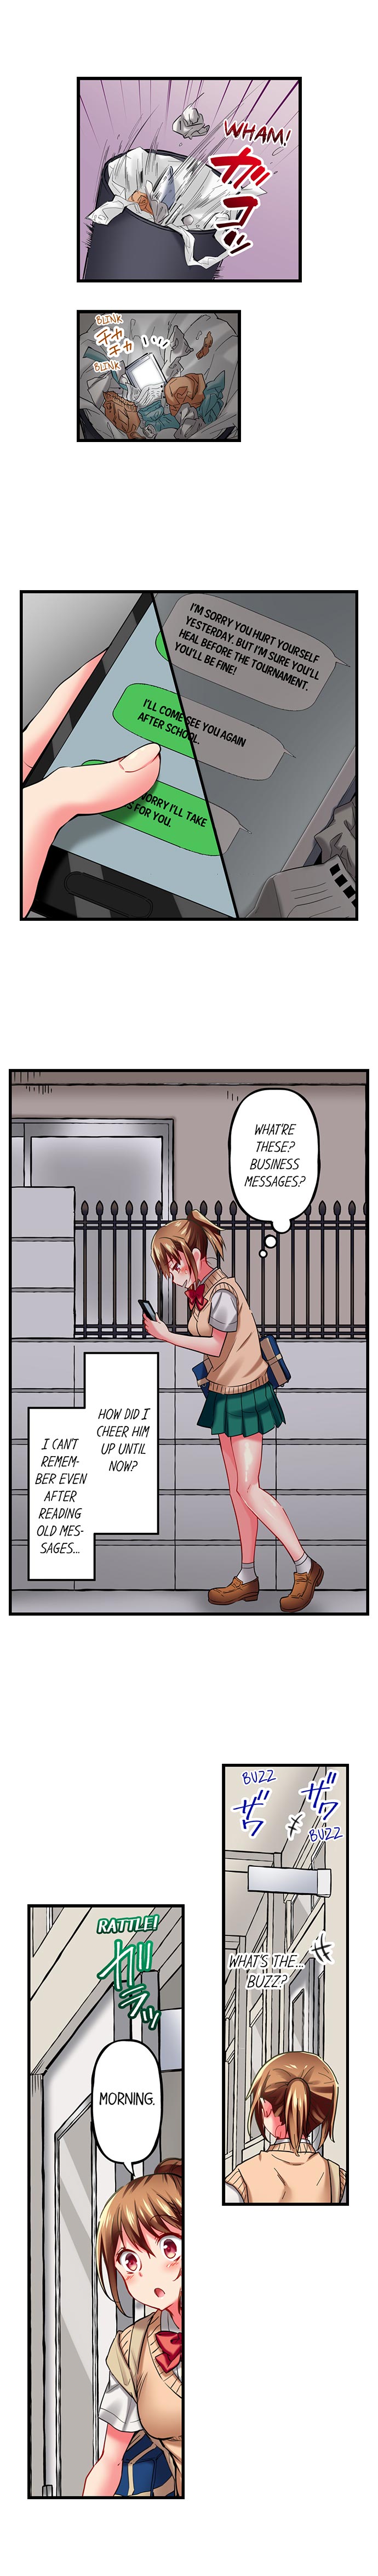 WHAM!
ガコッ
BLINK
チカ
チカ
BLINK
I'M SORRY YOU HURT YOURSELF
YESTERDAY. BUT I'M SURE YOU'LL
HEAL BEFORE THE TOURNAMENT.
YOU'LL BE FINE!
I'LL COME SEE YOU AGAIN
AFTER SCHOOL.
WORRY I'LL TAKE
S FOR YOU.
WHAT'RE
THESE?
BUSINESS
MESSAGES?
HOW DID I
CHEER HIM
UP UNTIL
NOW?
I CAN'T
REMEM-
BER EVEN
AFTER
READING
OLD MES-
SAGES...
BUZZ
ザワ
ザワ
BUZZ
WHAT'S THE...
BUZZ?
RATTLE!
ガラッ
MORNING.